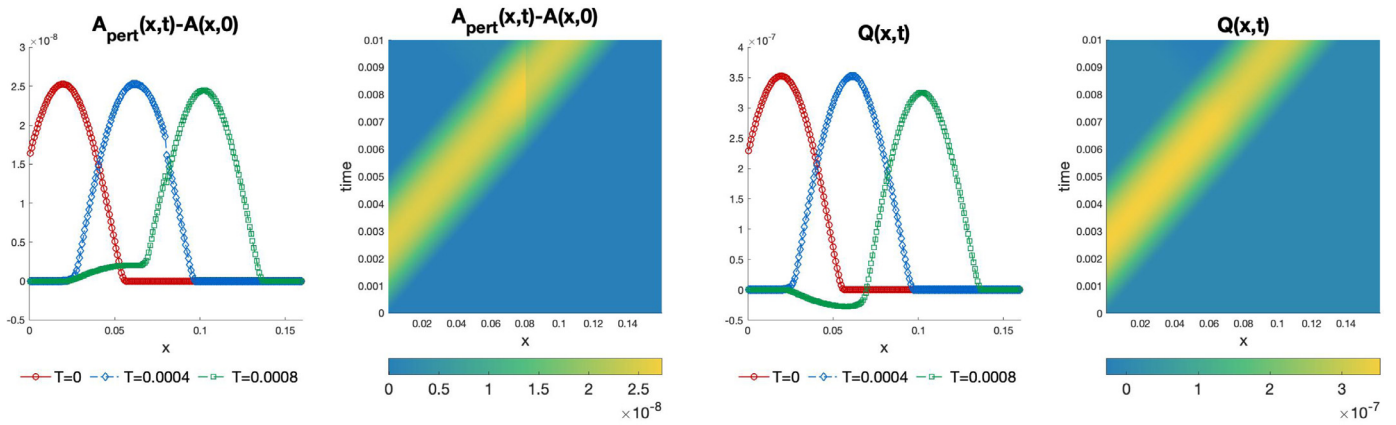 A_pert(x,t)-A(x,0)
×10^-8
3
2.5
2
1.5
1
0.5
0
-0.5
0 0.05 0.1 0.15
x
T=0 T=0.0004 T=0.0008
A_pert(x,t)-A(x,0)
0.01
0.009
0.008
0.007
0.006
0.005
0.004
0.003
0.002
0.001
0
time
0.02 0.04 0.06 0.08 0.1 0.12 0.14
x
0 0.5 1 1.5 2 2.5
×10^-8
Q(x,t)
×10^-7
4
3.5
3
2.5
2
1.5
1
0.5
0
-0.5
0 0.05 0.1 0.15
x
T=0 T=0.0004 T=0.0008
Q(x,t)
0.01
0.009
0.008
0.007
0.006
0.005
0.004
0.003
0.002
0.001
0
time
0.02 0.04 0.06 0.08 0.1 0.12 0.14
x
0 1 2 3
×10^-7